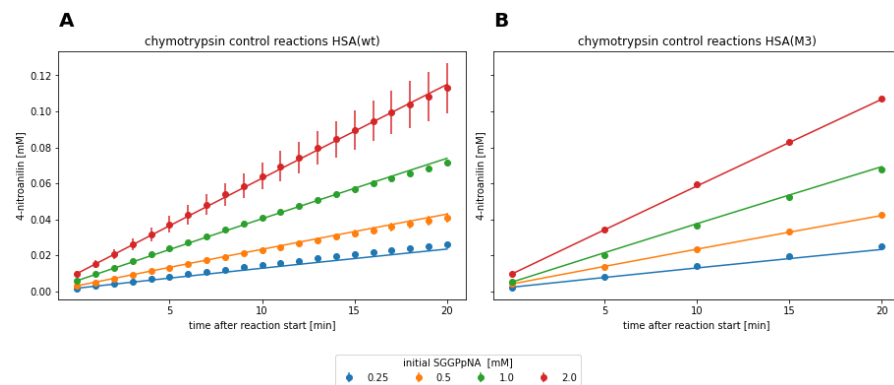 A
B
chymotrypsin control reactions HSA(wt)
chymotrypsin control reactions HSA(M3)
4-nitroanilin [mM]
0.12
0.10
0.08
0.06
0.04
0.02
0.00
5
10
15
20
time after reaction start [min]
4-nitroanilin [mM]
5
10
15
20
time after reaction start [min]
initial SGGPpNA [mM]
0.25
0.5
1.0
2.0